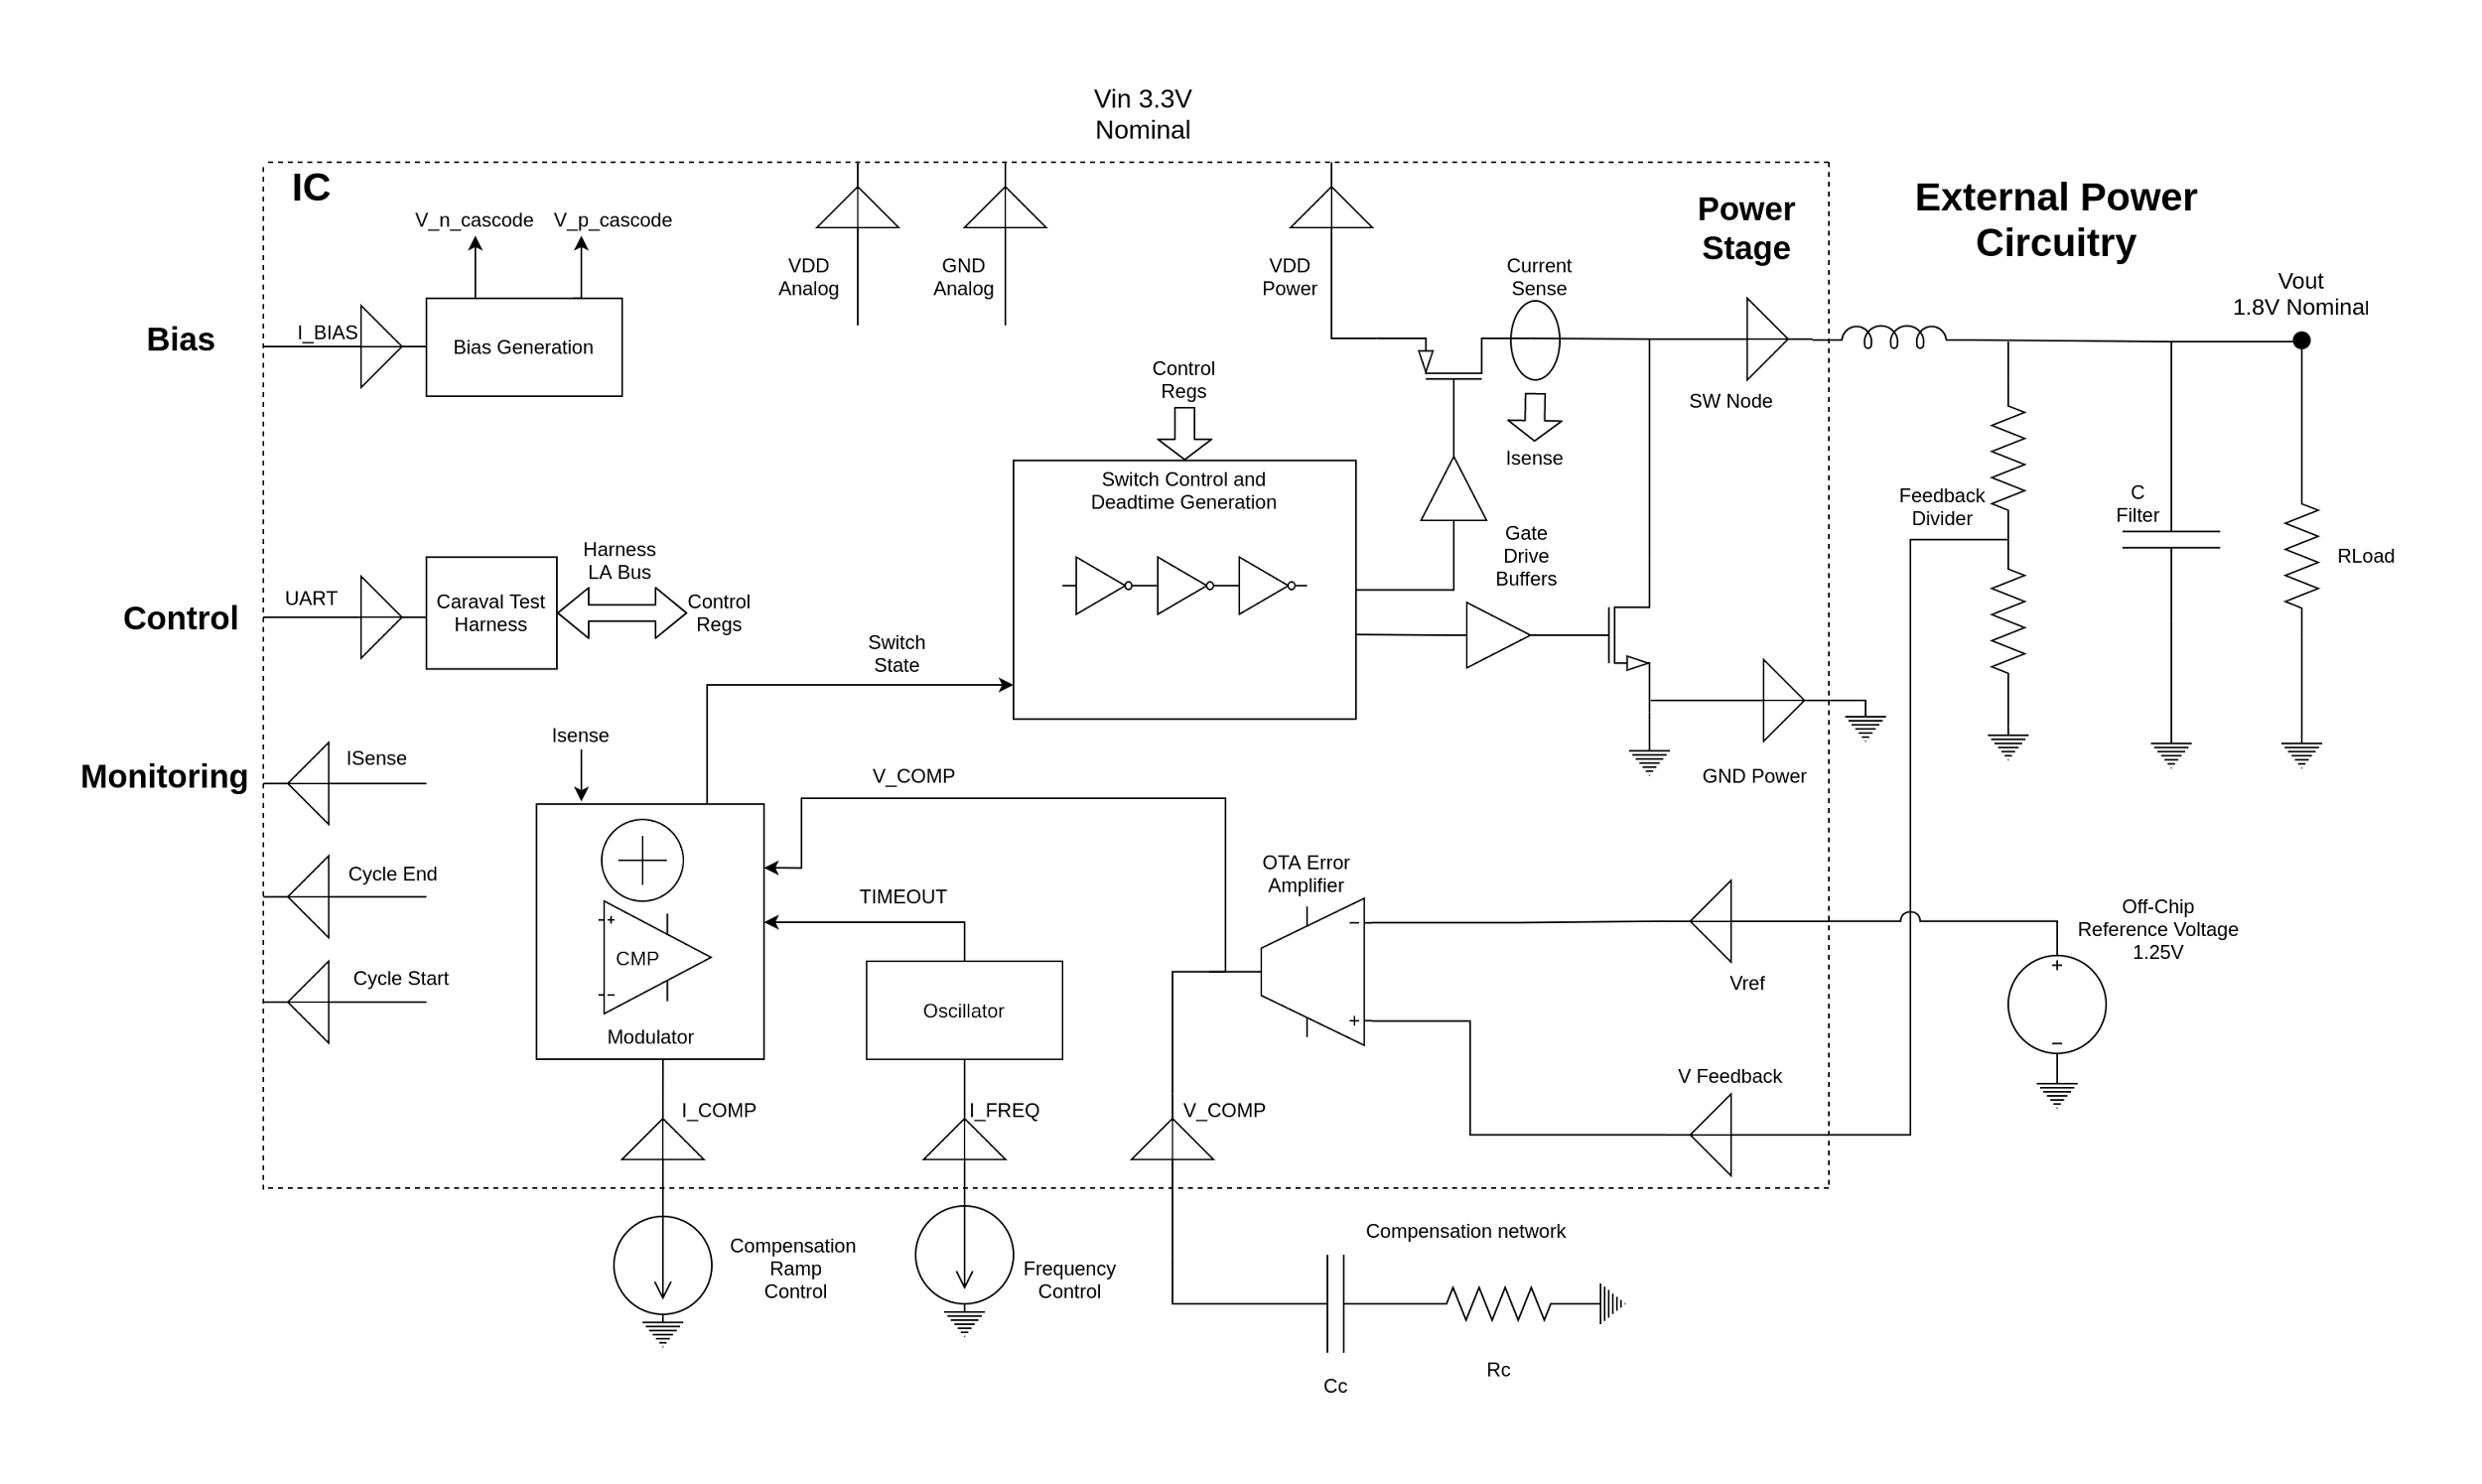 Vin 3.3V
Nominal
IC
Power
Stage
External Power
Circuitry
V_n_cascode
V_p_cascode
VDD
Analog
GND
Analog
VDD
Power
Current
Sense
Vout
1.8V Nominal
Bias
I_BIAS
Bias Generation
Control
Regs
SW Node
Isense
Switch Control and
Deadtime Generation
Feedback
Divider
C
Filter
RLoad
Gate
Drive
Buffers
Harness
LA Bus
Control
UART
Caraval Test
Harness
Control
Regs
Switch
State
Isense
Monitoring
ISense
V_COMP
GND Power
Cycle End
TIMEOUT
OTA Error
Amplifier
Off-Chip
Reference Voltage
1.25V
CMP
Cycle Start
Vref
Oscillator
Modulator
V Feedback
I_COMP
I_FREQ
V_COMP
Compensation
Ramp
Control
Frequency
Control
Compensation network
Rc
Cc